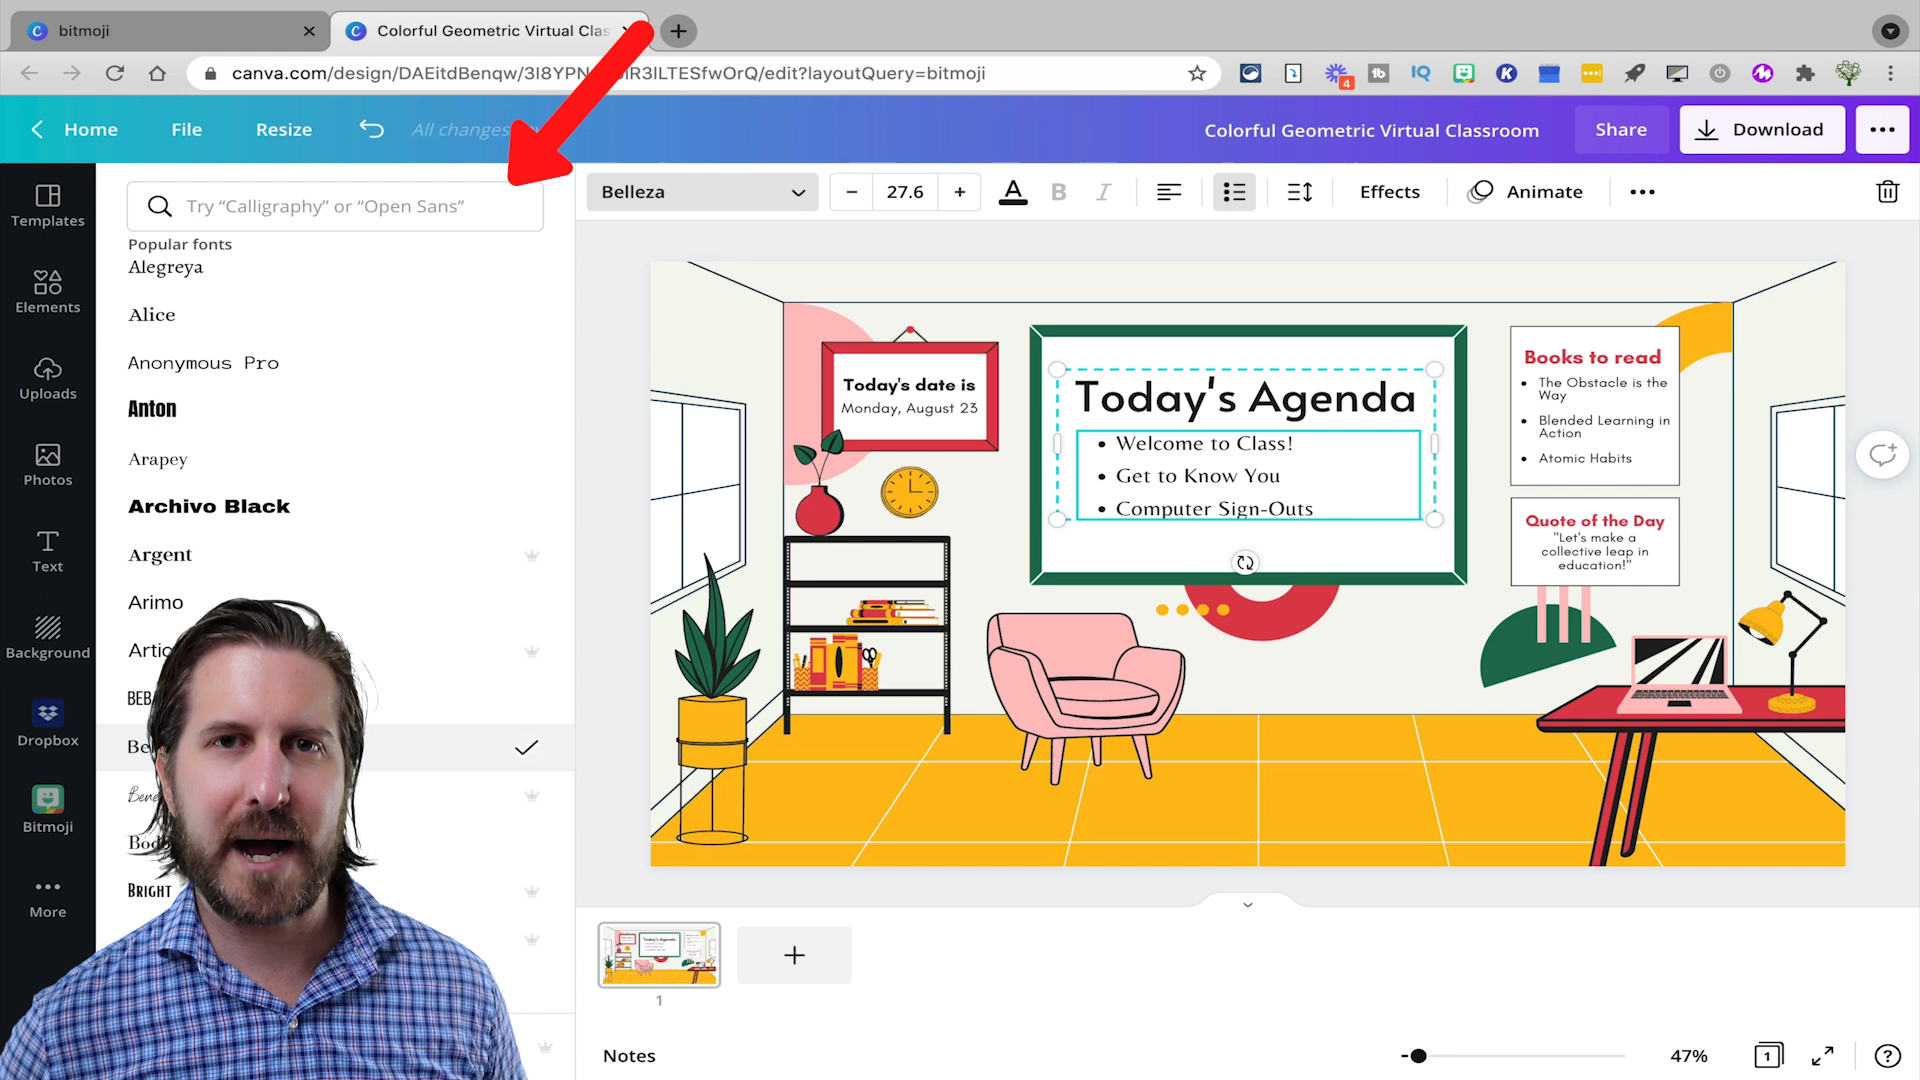 bitmoji
Colorful Geometric Virtual Clas
canva.com/design/DAEitdBenqw/3I8YPN
lR3lLTESfwOrQ/edit?layoutQuery=bitmoji
4
Home
File
Resize
All changes
Colorful Geometric Virtual Classroom
Share
Download
Templates
Elements
Uploads
Photos
Text
Background
Dropbox
Bitmoji
More
Try “Calligraphy” or “Open Sans”
Popular fonts
Alegreya
Alice
Anonymous Pro
Anton
Arapey
Archivo Black
Argent
Arimo
Belleza
27.6
A
B
I
Effects
Animate
Today's date is
Monday, August 23
Today's Agenda
• Welcome to Class!
• Get to Know You
• Computer Sign-Outs
Books to read
• The Obstacle is the
Way
• Blended Learning in
Action
• Atomic Habits
Quote of the Day
"Let's make a
collective leap in
education!"
BRIGHT
1
Notes
47%
1
?